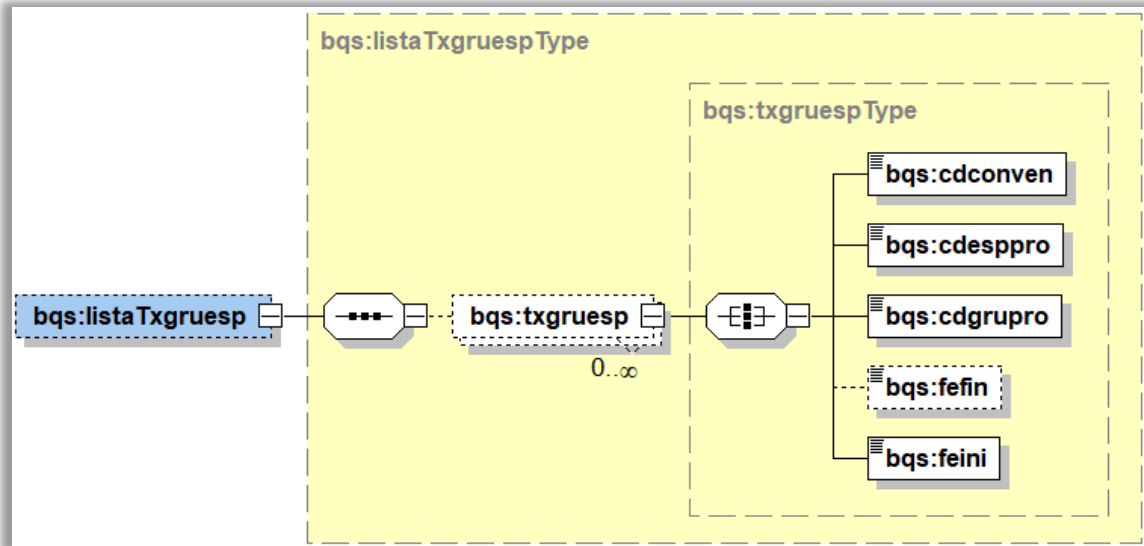 bqs:listaTxgruespType
bqs:txgruespType
bqs:cdconven
bqs:cdesppro
bqs:listaTxgruesp
bqs:txgruesp
0..∞
bqs:cdgrupro
bqs:fefin
bqs:feini